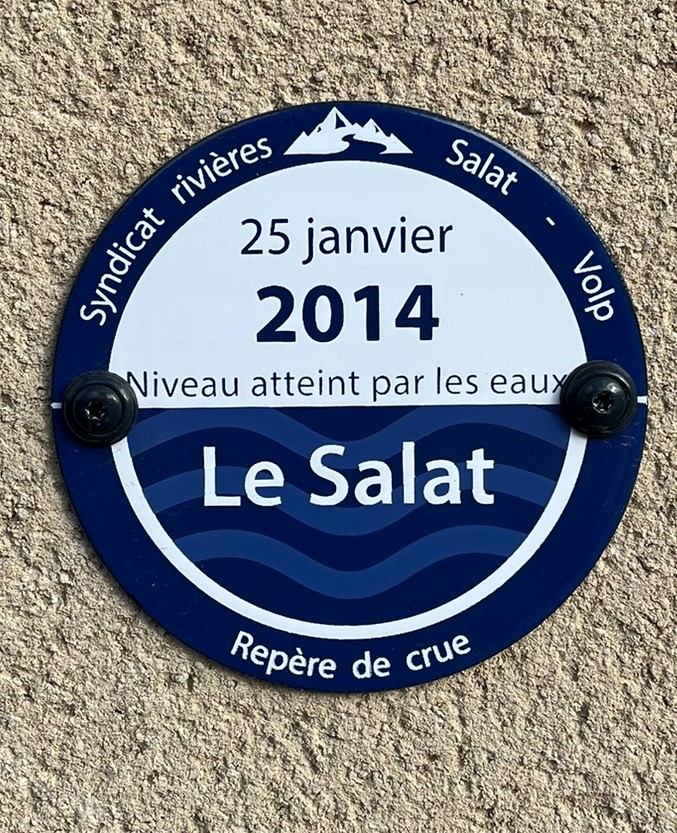 Syndicat rivières Salat - Volp
25 janvier
2014
Niveau atteint par les eaux
Le Salat
Repère de crue